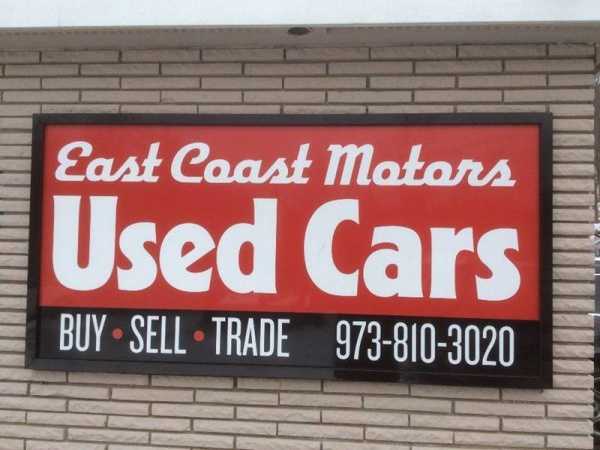 East Coast Motors
Used Cars
BUY • SELL • TRADE 973-810-3020